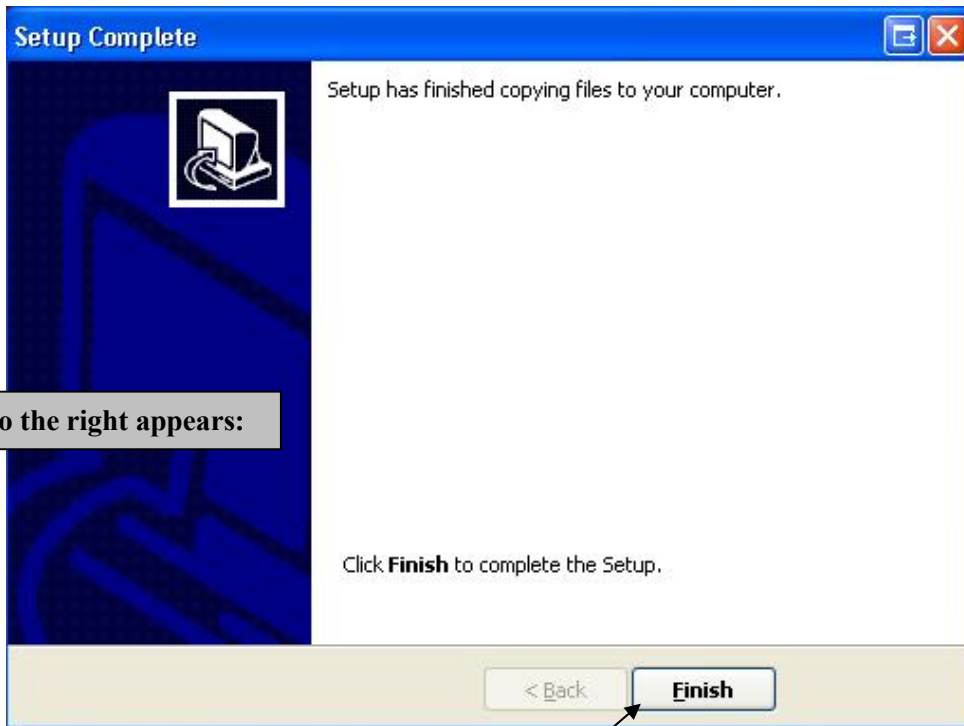 Setup Complete
Setup has finished copying files to your computer.
o the right appears:
Click Finish to complete the Setup.
< Back Finish